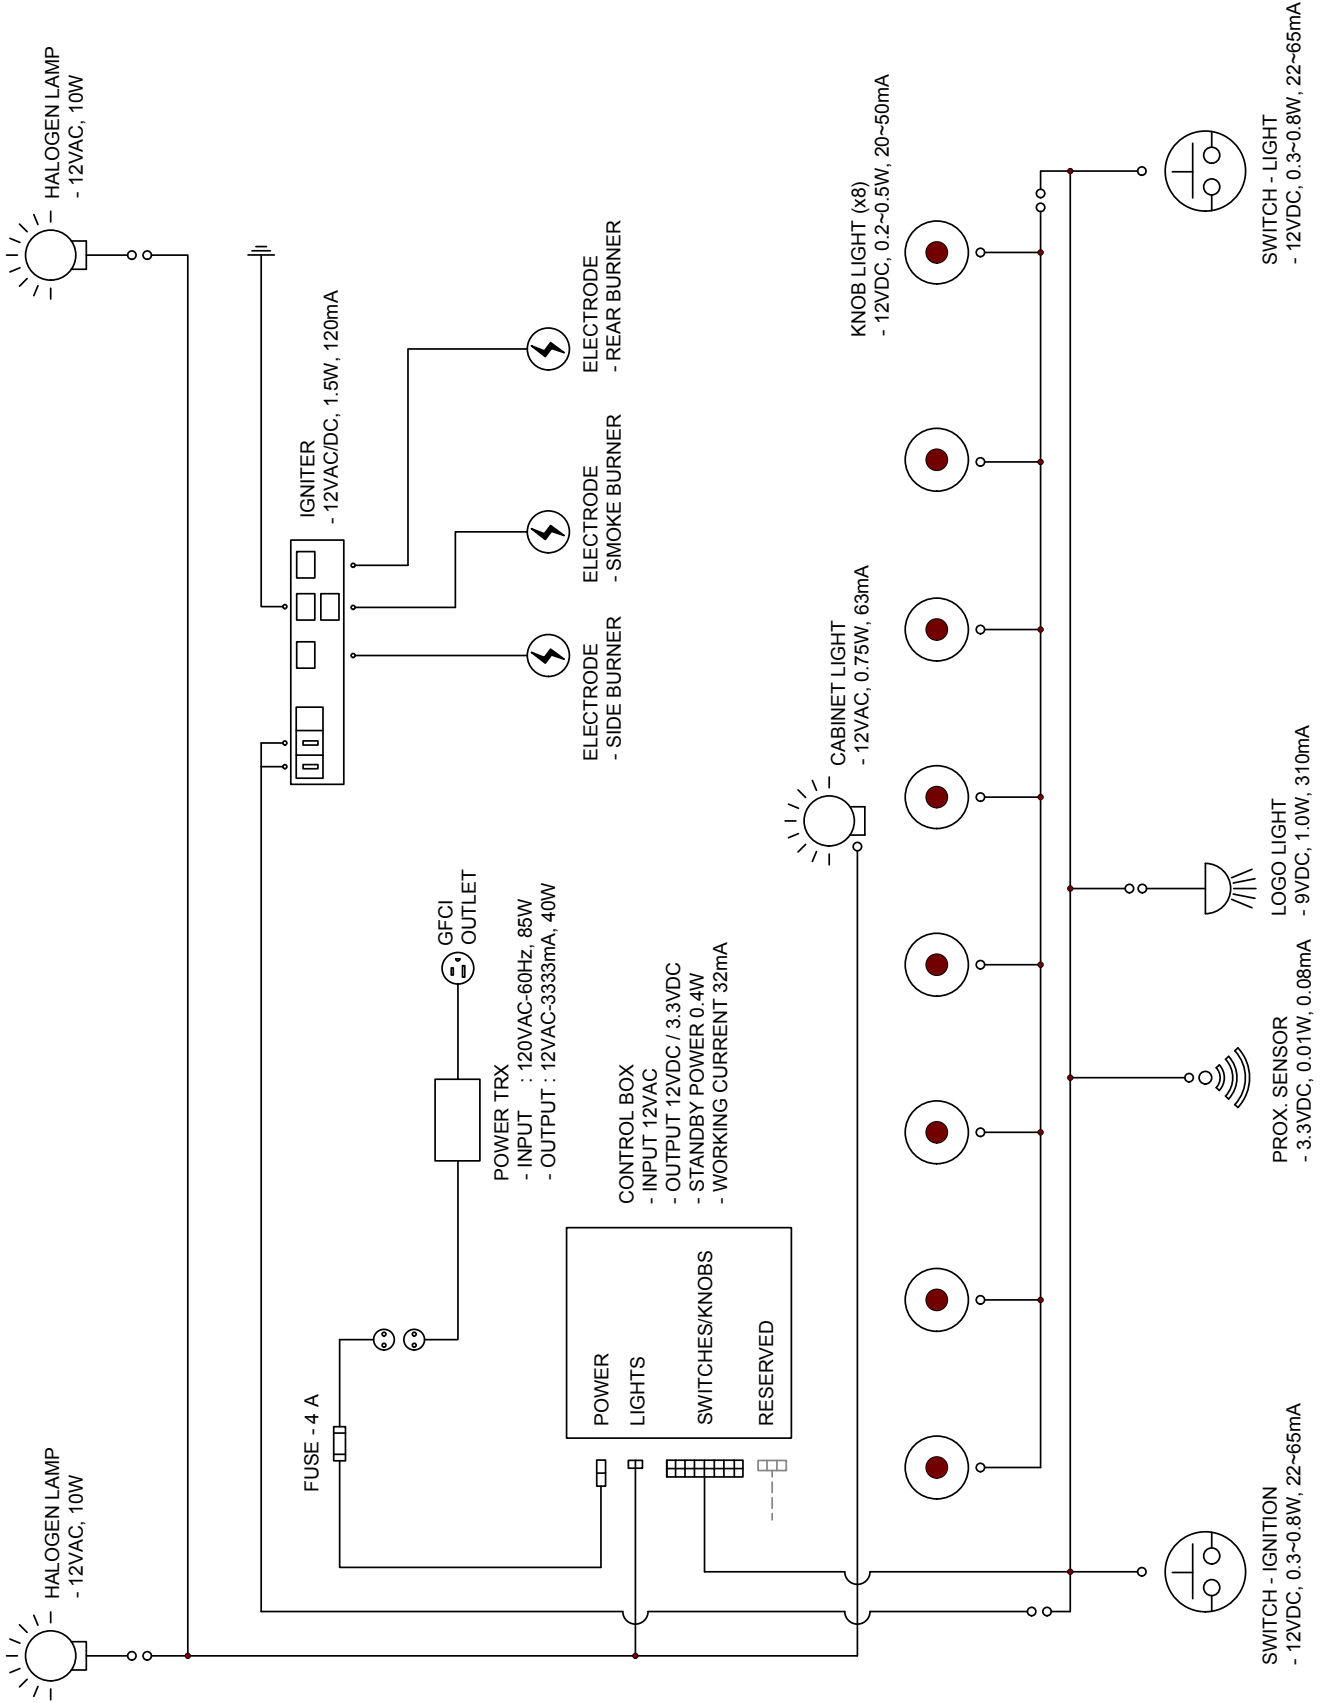 HALOGEN LAMP
- 12VAC, 10W
HALOGEN LAMP
- 12VAC, 10W
FUSE - 4 A
IGNITER
- 12VAC/DC, 1.5W, 120mA
GFCI
OUTLET
POWER TRX
- INPUT : 120VAC-60Hz, 85W
- OUTPUT : 12VAC-3333mA, 40W
ELECTRODE
- SIDE BURNER
ELECTRODE
- SMOKE BURNER
ELECTRODE
- REAR BURNER
CONTROL BOX
- INPUT 12VAC
- OUTPUT 12VDC / 3.3VDC
- STANDBY POWER 0.4W
- WORKING CURRENT 32mA
POWER
LIGHTS
SWITCHES/KNOBS
RESERVED
CABINET LIGHT
- 12VAC, 0.75W, 63mA
KNOB LIGHT (x8)
- 12VDC, 0.2~0.5W, 20~50mA
SWITCH - IGNITION
- 12VDC, 0.3~0.8W, 22~65mA
PROX. SENSOR
- 3.3VDC, 0.01W, 0.08mA
LOGO LIGHT
- 9VDC, 1.0W, 310mA
SWITCH - LIGHT
- 12VDC, 0.3~0.8W, 22~65mA